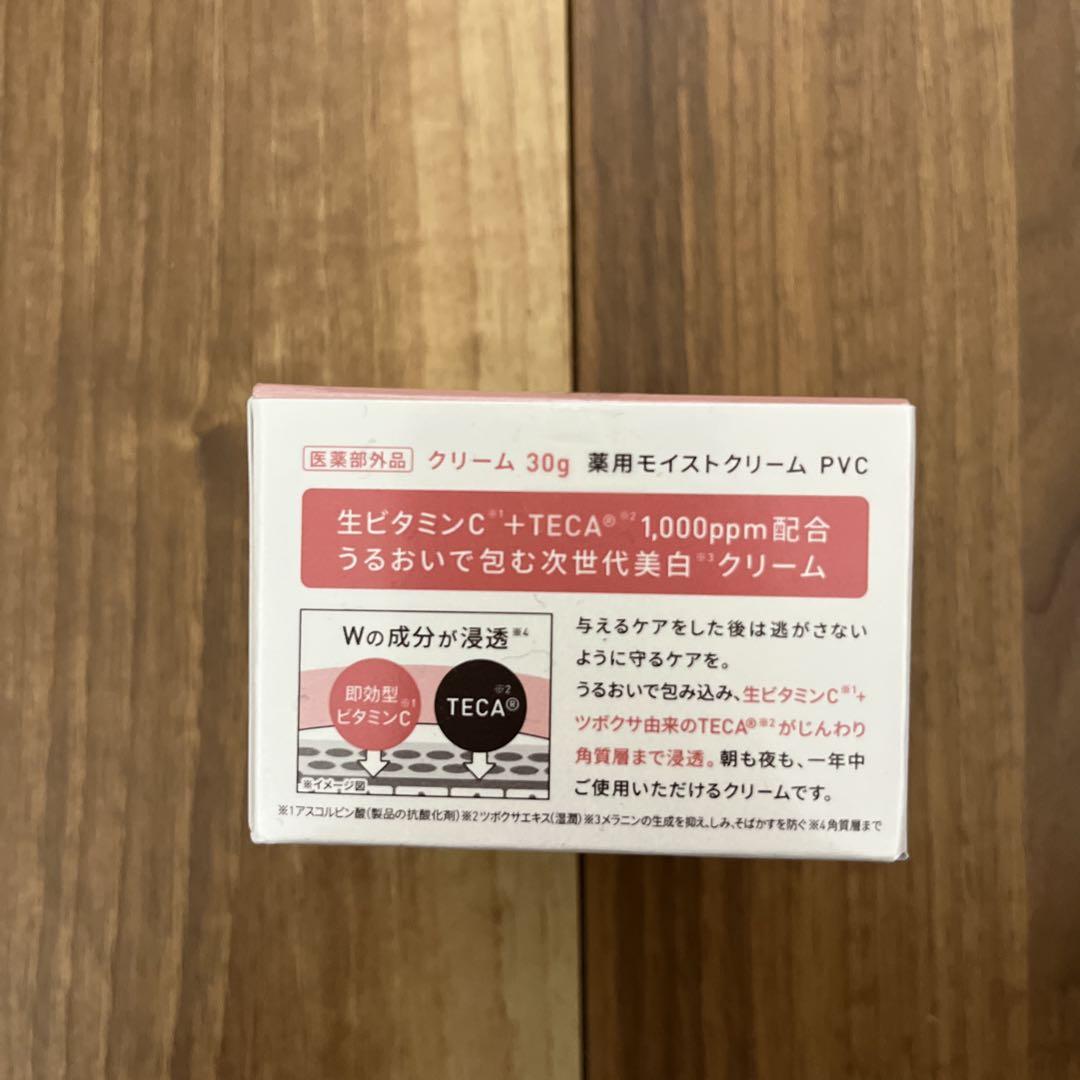 医薬部外品 クリーム 30g 薬用モイストクリーム PVC
生ビタミンC※1+TECA®※2 1,000ppm配合
うるおいで包む次世代美白※3クリーム
Wの成分が浸透※4
即効型
ビタミンC※1
TECA®※2
※イメージ図
与えるケアをした後は逃がさない
ように守るケアを。
うるおいで包み込み、生ビタミンC※1+
ツボクサ由来のTECA®※2がじんわり
角質層まで浸透。朝も夜も、一年中
ご使用いただけるクリームです。
※1アスコルビン酸(製品の抗酸化剤)※2ツボクサエキス(湿潤)※3メラニンの生成を抑え、しみ、そばかすを防ぐ※4角質層まで